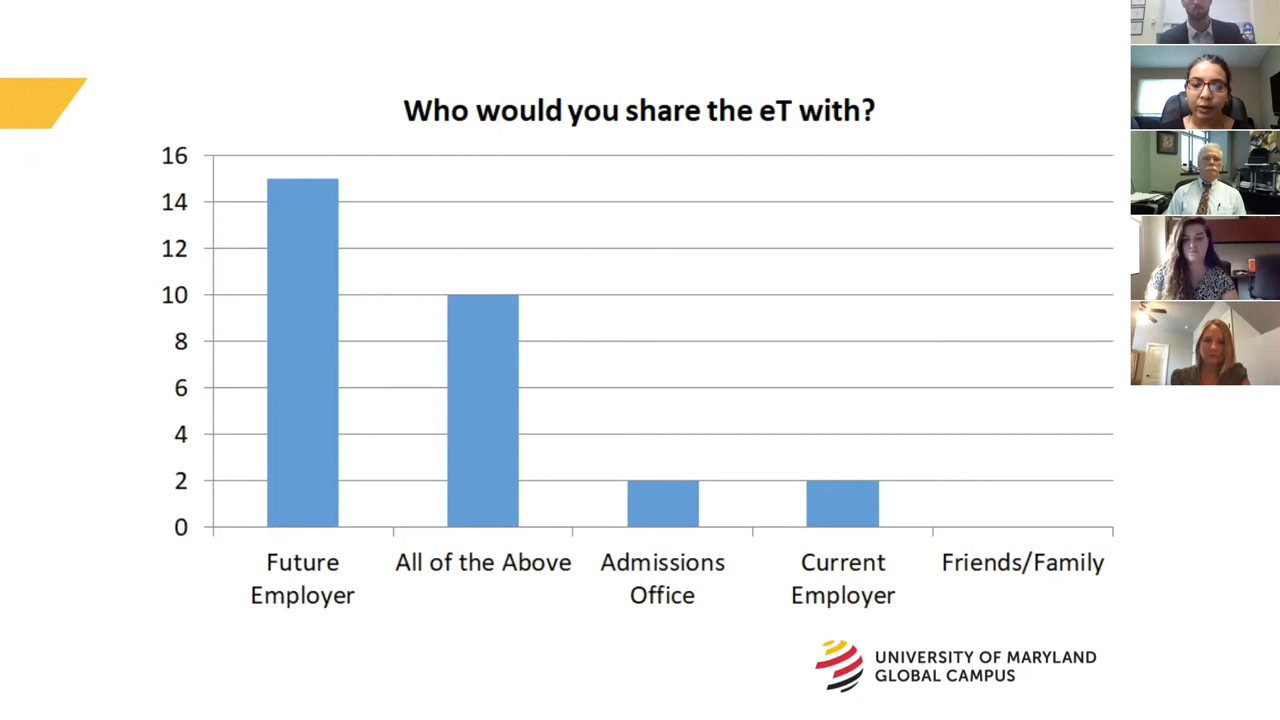 Who would you share the eT with?
16
14
12
10
8
6
4
2
0
Future
Employer
All of the Above
Admissions
Office
Current
Employer
Friends/Family
UNIVERSITY OF MARYLAND
GLOBAL CAMPUS